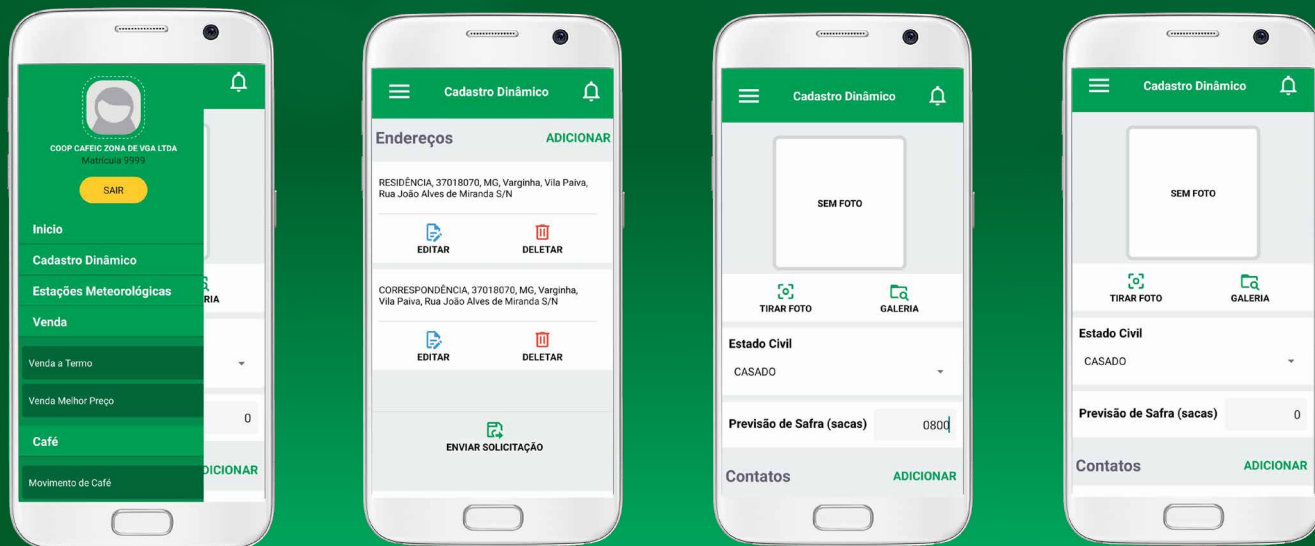 COOP CAFEIC ZONA DE VGA LTDA
Matrícula 9999
SAIR
Inicio
Cadastro Dinâmico
Estações Meteorológicas
RIA
Venda
Venda a Termo
Venda Melhor Preço
0
Café
DICIONAR
Movimento de Café
Cadastro Dinâmico
Endereços
ADICIONAR
RESIDÊNCIA, 37018070, MG, Varginha, Vila Paiva,
Rua João Alves de Miranda S/N
EDITAR
DELETAR
CORRESPONDÊNCIA, 37018070, MG, Varginha,
Vila Paiva, Rua João Alves de Miranda S/N
EDITAR
DELETAR
ENVIAR SOLICITAÇÃO
Cadastro Dinâmico
SEM FOTO
TIRAR FOTO
GALERIA
Estado Civil
CASADO
Previsão de Safra (sacas)
0800
Contatos
ADICIONAR
Cadastro Dinâmico
SEM FOTO
TIRAR FOTO
GALERIA
Estado Civil
CASADO
Previsão de Safra (sacas)
0
Contatos
ADICIONAR